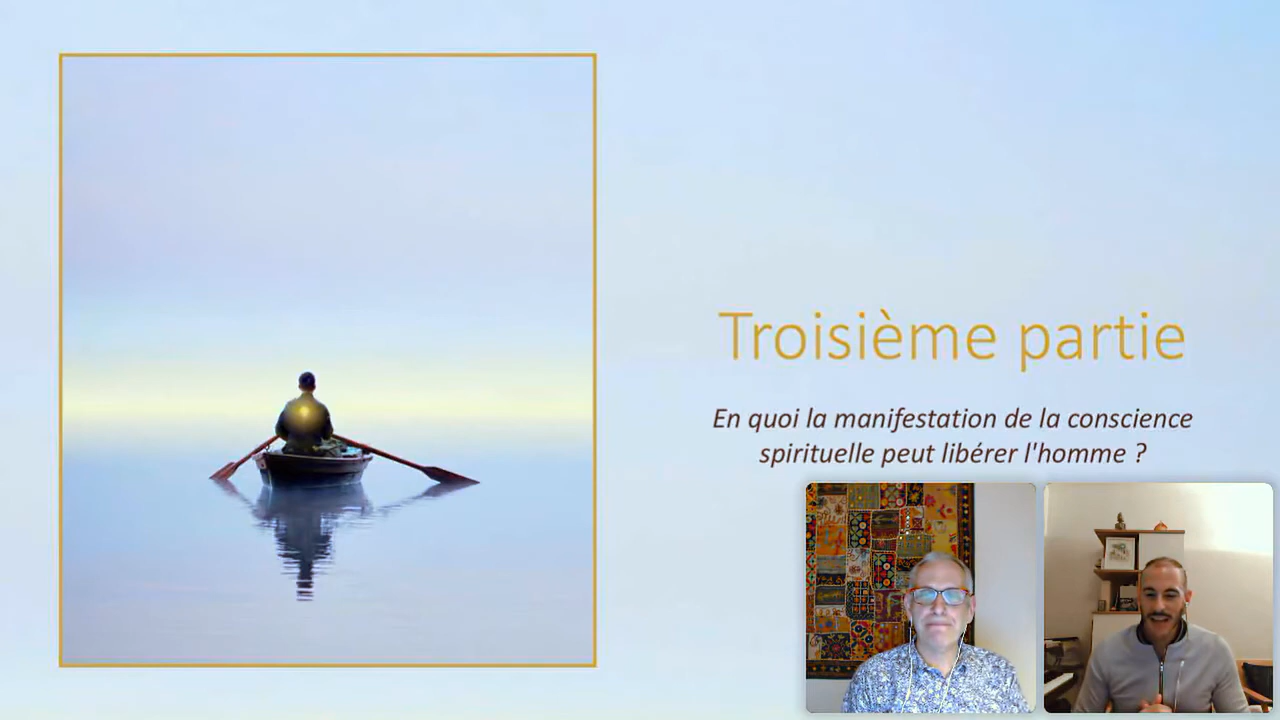 Troisième partie
En quoi la manifestation de la conscience
spirituelle peut libérer l'homme ?